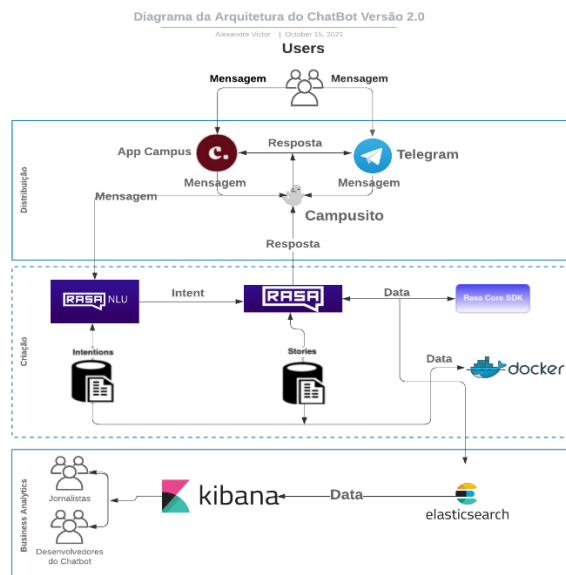 Diagrama da Arquitetura do ChatBot Versão 2.0
Alexandre Victor | October 15, 2021
Users
Mensagem
Mensagem
App Campus
c.
Resposta
Telegram
Mensagem
Mensagem
Mensagem
Campusito
Distribuição
Resposta
RASA NLU
Intent
RASA
Data
Rasa Core SDK
Intentions
Stories
Data
docker
Criação
Jornalistas
kibana
Data
elasticsearch
Desenvolvedores
do Chatbot
Business Analytics